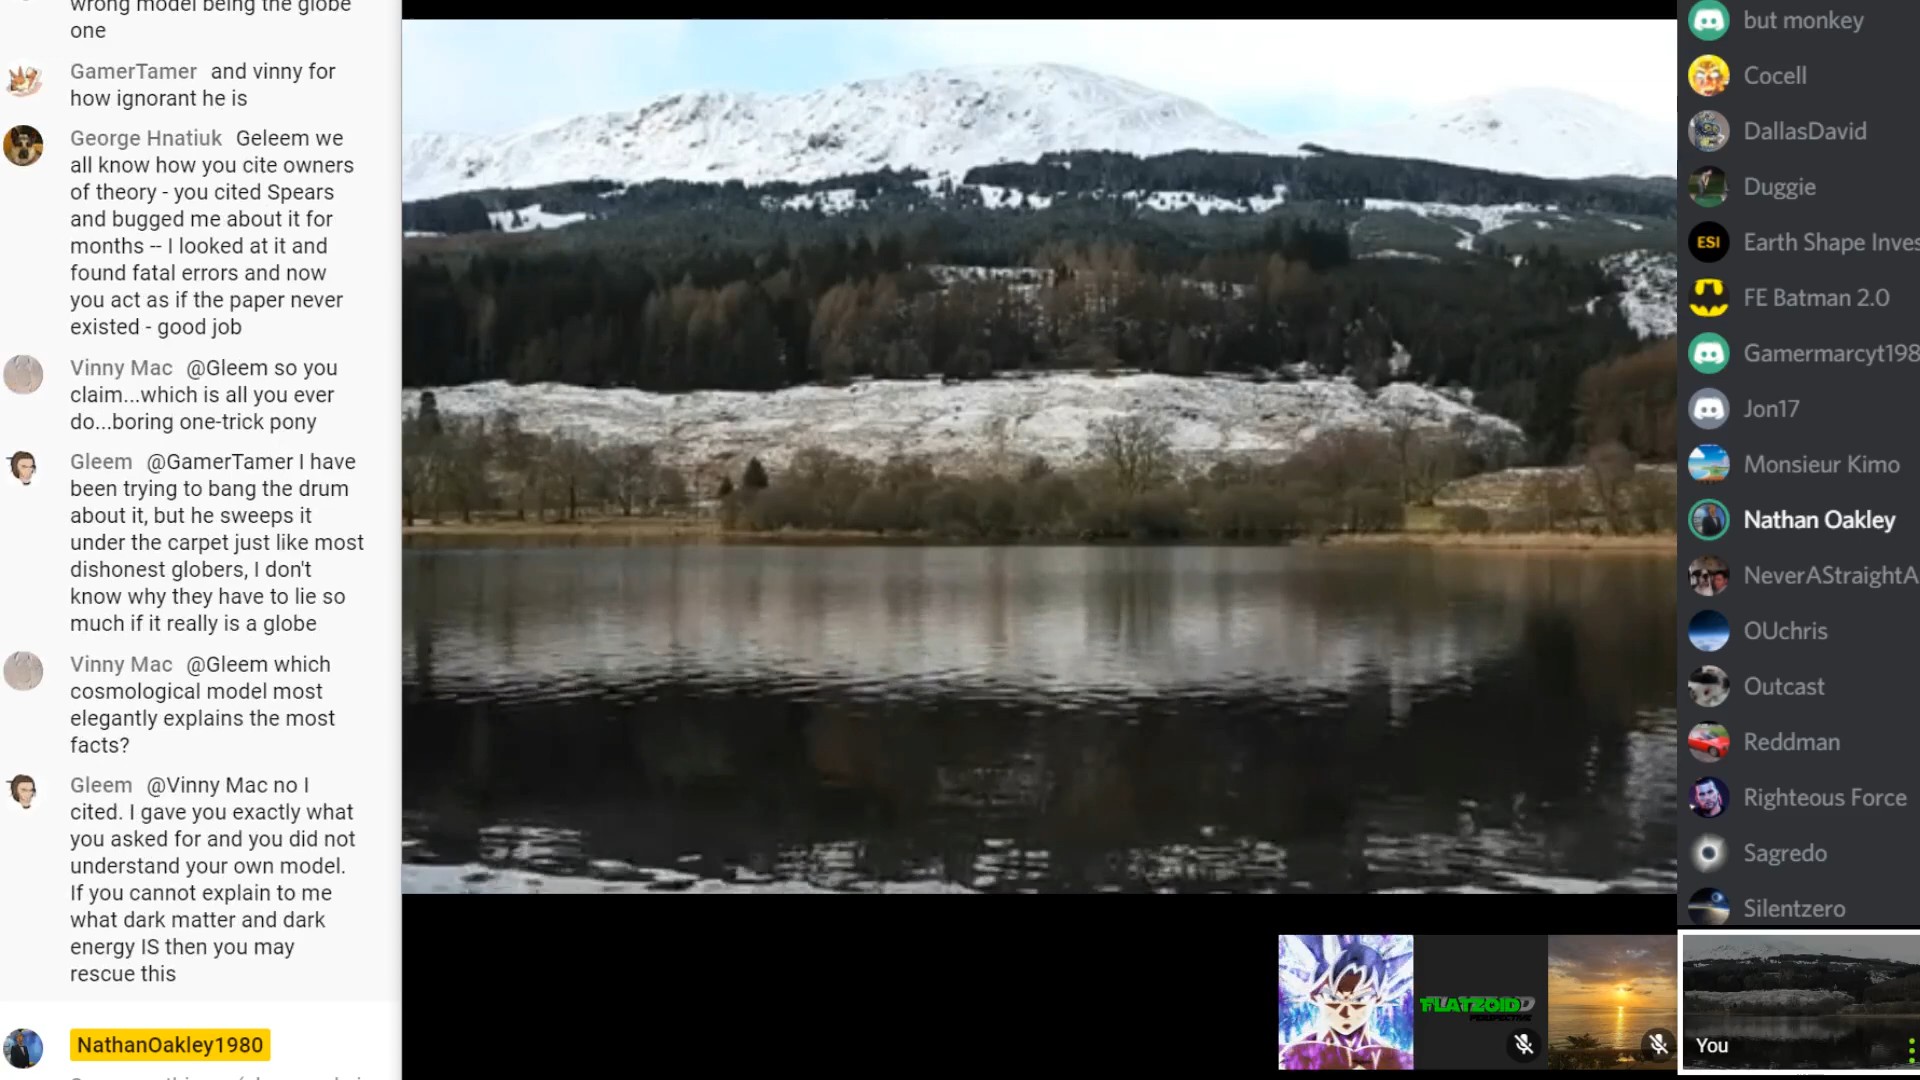 wrong model being the globe
one
GamerTamer and vinny for
how ignorant he is
George Hnatiuk Geleem we
all know how you cite owners
of theory - you cited Spears
and bugged me about it for
months -- I looked at it and
found fatal errors and now
you act as if the paper never
existed - good job
Vinny Mac @Gleem so you
claim...which is all you ever
do...boring one-trick pony
Gleem @GamerTamer I have
been trying to bang the drum
about it, but he sweeps it
under the carpet just like most
dishonest globers, I don't
know why they have to lie so
much if it really is a globe
Vinny Mac @Gleem which
cosmological model most
elegantly explains the most
facts?
Gleem @Vinny Mac no I
cited. I gave you exactly what
you asked for and you did not
understand your own model.
If you cannot explain to me
what dark matter and dark
energy IS then you may
rescue this
NathanOakley1980
but monkey
Cocell
DallasDavid
Duggie
ESI
Earth Shape Inves
FE Batman 2.0
Gamermarcyt198
Jon17
Monsieur Kimo
Nathan Oakley
NeverAStraightA
OUchris
Outcast
Reddman
Righteous Force
Sagredo
Silentzero
FLATZOID
PERSPECTIVE
You